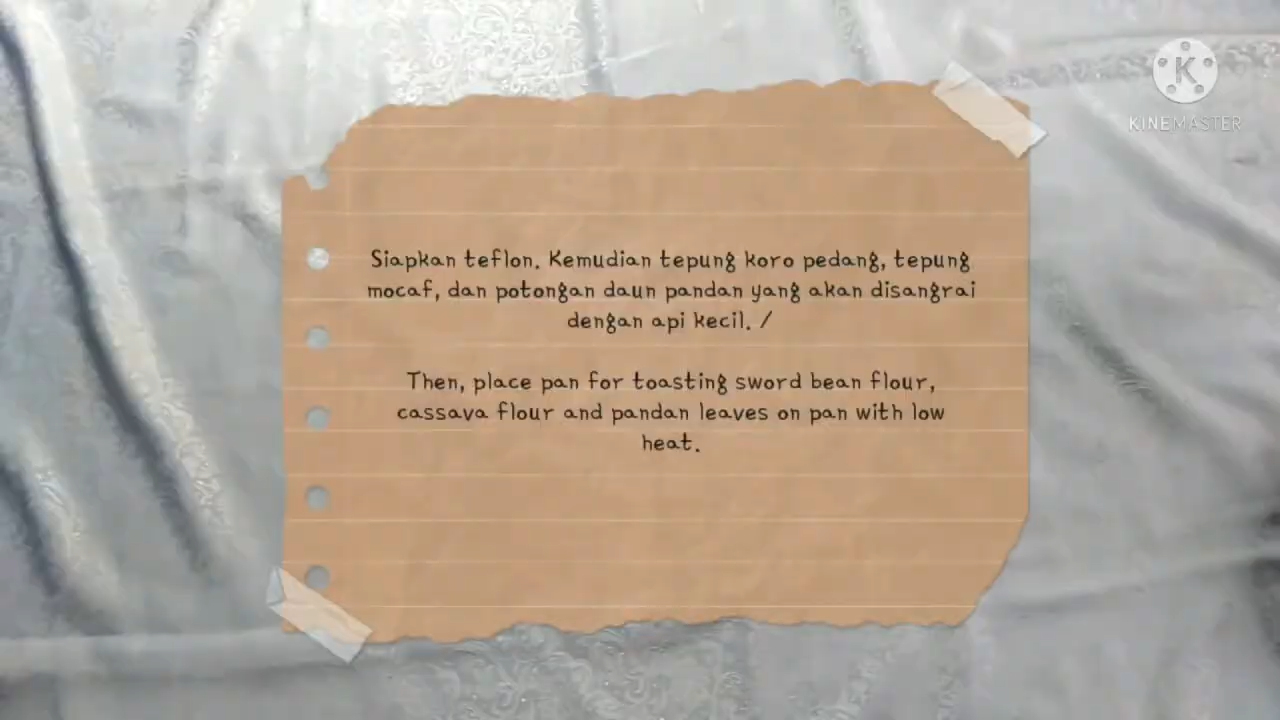 KINEMASTER
Siapkan teflon. Kemudian tepung koro pedang, tepung
mocaf, dan potongan daun pandan yang akan disangrai
dengan api kecil. /
Then, place pan for toasting sword bean flour,
cassava flour and pandan leaves on pan with low
heat.